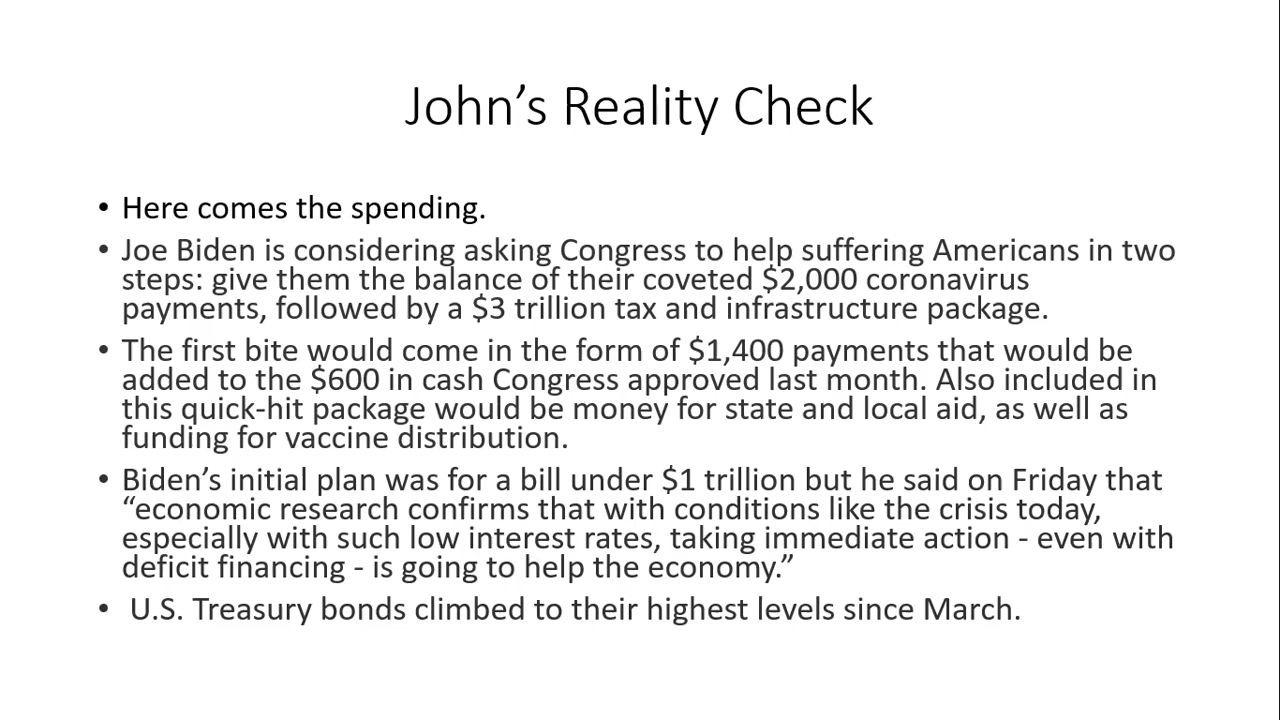 John’s Reality Check
• Here comes the spending.
• Joe Biden is considering asking Congress to help suffering Americans in two
steps: give them the balance of their coveted $2,000 coronavirus
payments, followed by a $3 trillion tax and infrastructure package.
• The first bite would come in the form of $1,400 payments that would be
added to the $600 in cash Congress approved last month. Also included in
this quick-hit package would be money for state and local aid, as well as
funding for vaccine distribution.
• Biden’s initial plan was for a bill under $1 trillion but he said on Friday that
“economic research confirms that with conditions like the crisis today,
especially with such low interest rates, taking immediate action - even with
deficit financing - is going to help the economy.”
• U.S. Treasury bonds climbed to their highest levels since March.